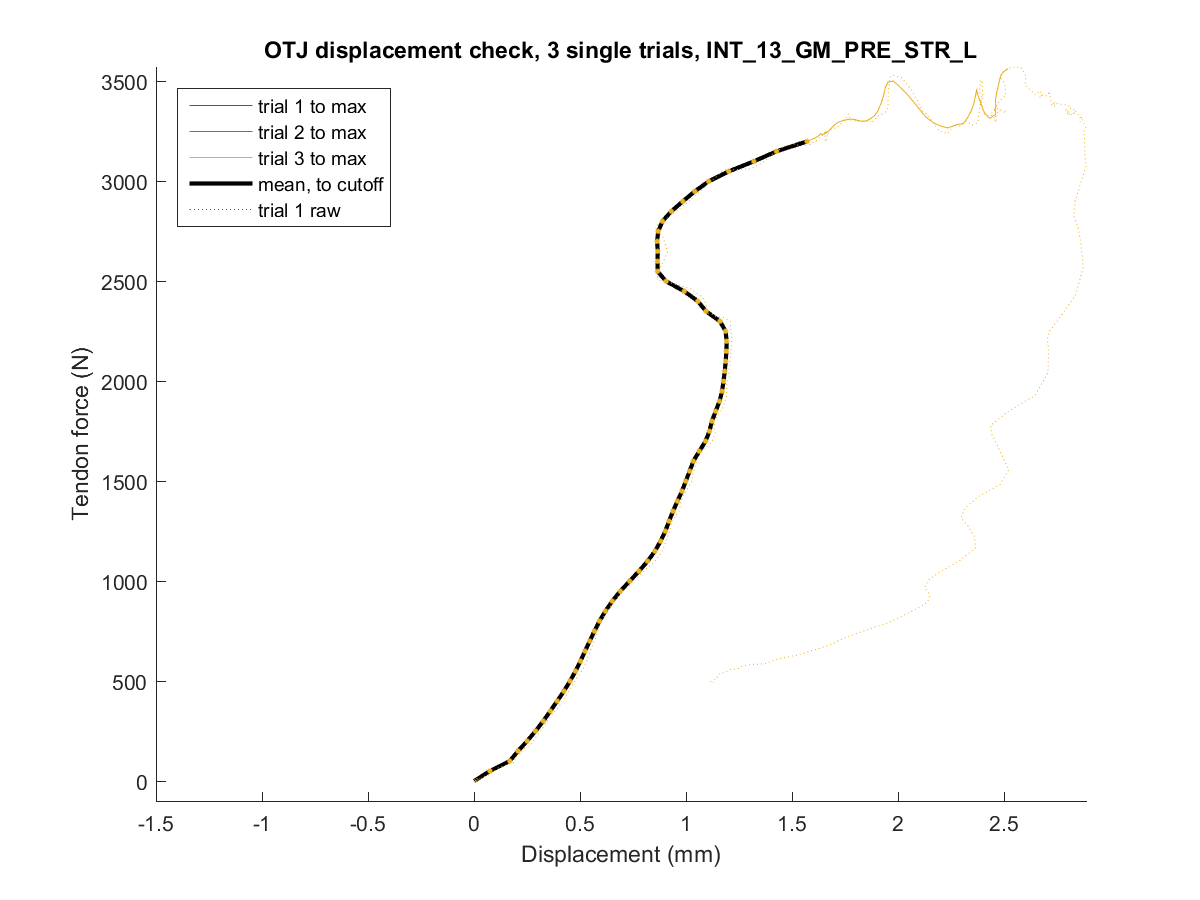 OTJ displacement check, 3 single trials, INT_13_GM_PRE_STR_L
3500
3000
2500
2000
1500
1000
500
0
Tendon force (N)
trial 1 to max
trial 2 to max
trial 3 to max
mean, to cutoff
trial 1 raw
-1.5
-1
-0.5
0
0.5
1
1.5
2
2.5
Displacement (mm)